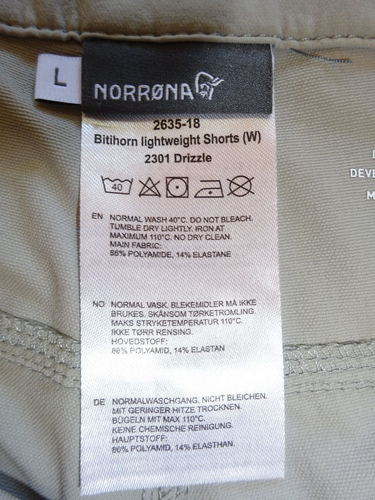 L
NORRØNA
2635-18
Bitihorn lightweight Shorts (W)
2301 Drizzle
40
EN NORMAL WASH 40°C. DO NOT BLEACH.
TUMBLE DRY LIGHTLY. IRON AT
MAXIMUM 110°C. NO DRY CLEAN.
MAIN FABRIC:
86% POLYAMIDE, 14% ELASTANE
NO NORMAL VASK. BLEKEMIDLER MÅ IKKE
BRUKES. SKÅNSOM TØRKETROMLING.
MAKS STRYKETEMPERATUR 110°C.
IKKE TØRR RENSING.
HOVEDSTOFF:
86% POLYAMID, 14% ELASTAN
DE NORMALWASCHGANG. NICHT BLEICHEN.
MIT GERINGER HITZE TROCKNEN.
BÜGELN MIT MAX 110°C.
KEINE CHEMISCHE REINIGUNG.
HAUPTSTOFF:
86% POLYAMID, 14% ELASTHAN.
DEVE
M